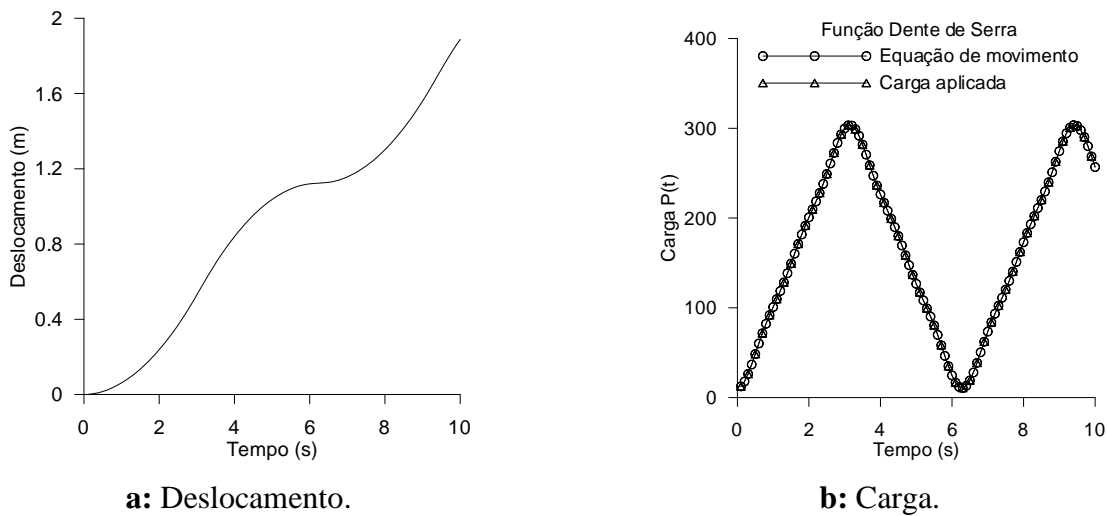 2
1.6
1.2
0.8
0.4
0
Deslocamento (m)
0 2 4 6 8 10
Tempo (s)
a: Deslocamento.
Função Dente de Serra
Equação de movimento
Carga aplicada
400
300
200
100
0
Carga P(t)
0 2 4 6 8 10
Tempo (s)
b: Carga.